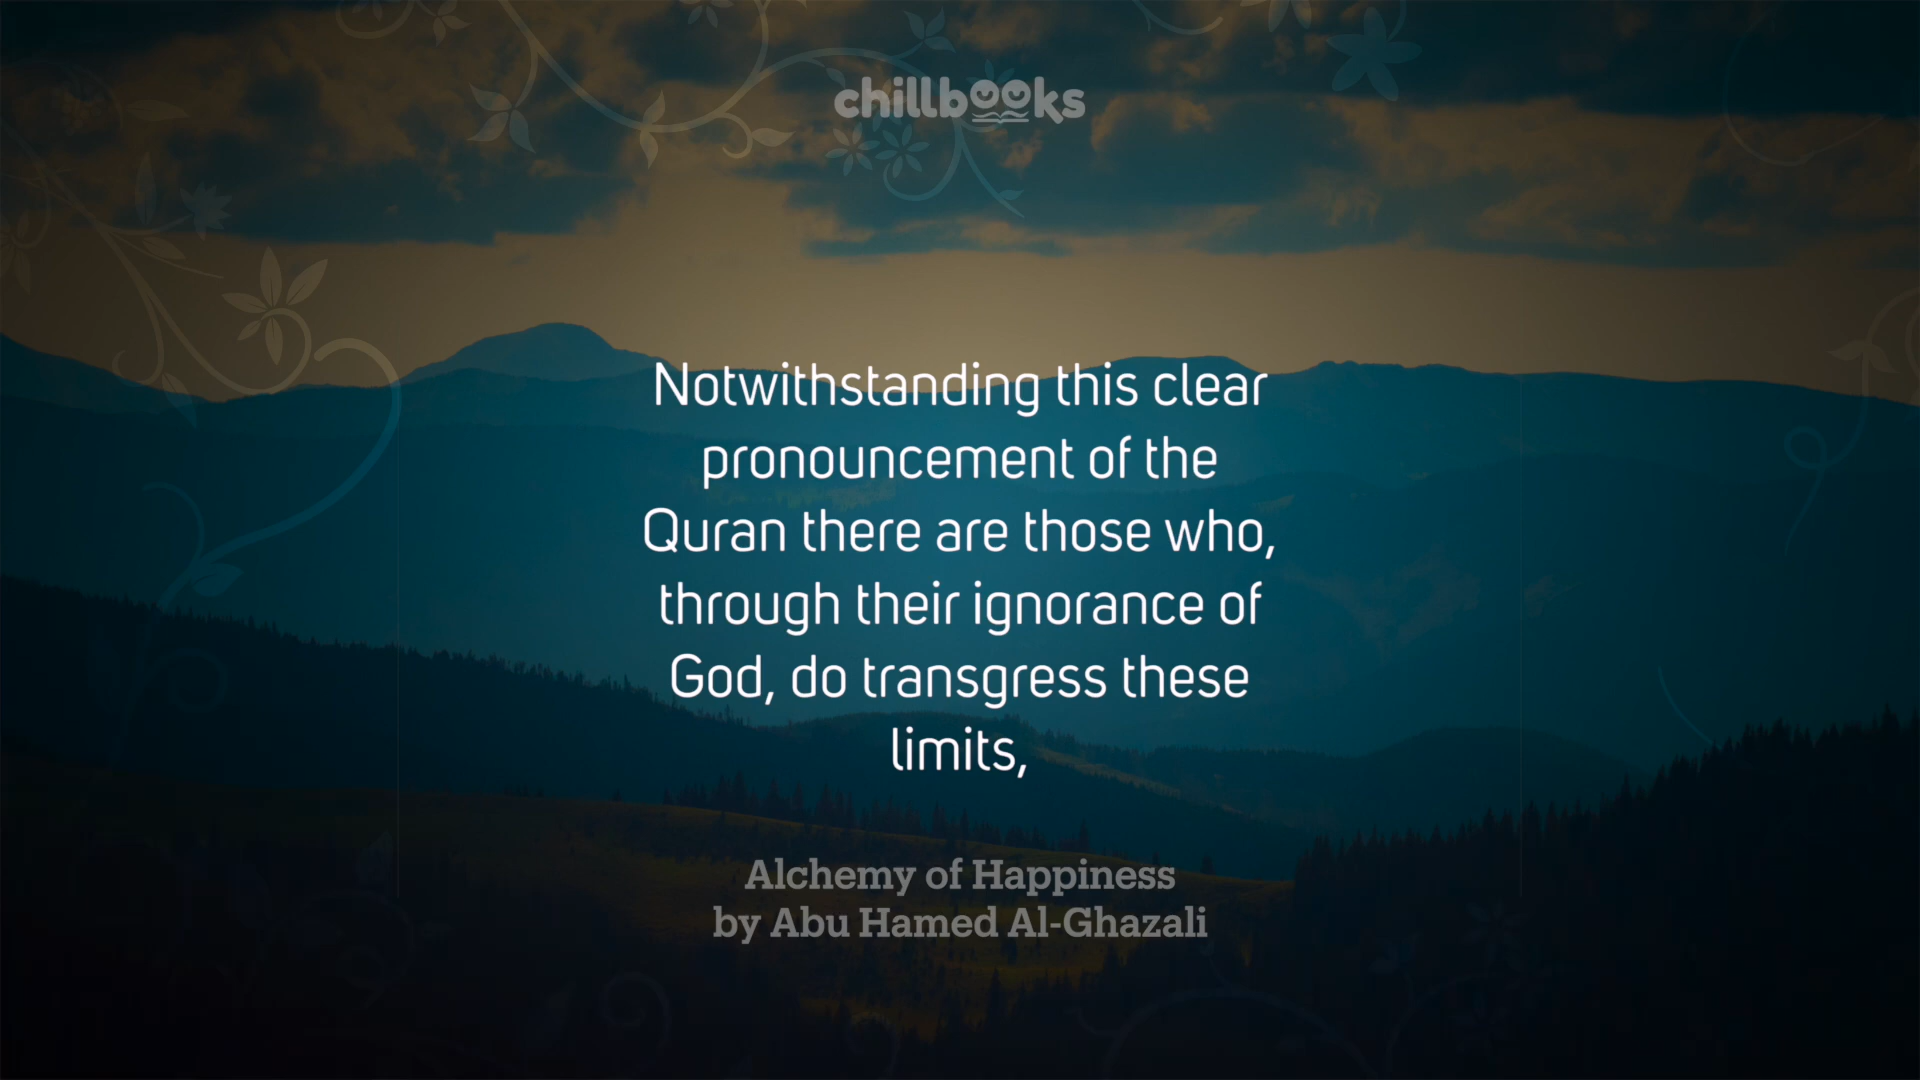 chillbooks
Notwithstanding this clear
pronouncement of the
Quran there are those who,
through their ignorance of
God, do transgress these
limits,
Alchemy of Happiness
by Abu Hamed Al-Ghazali